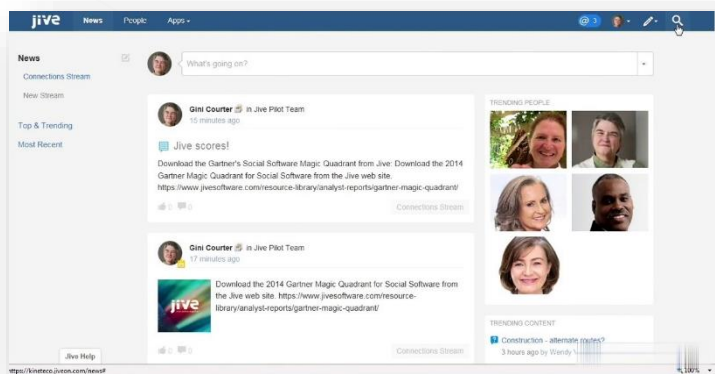 jive News People Apps
@ 3
News
Connections Stream
New Stream
Top & Trending
Most Recent
What's going on?
Gini Courter in Jive Pilot Team
15 minutes ago
Jive scores!
Download the Gartner's Social Software Magic Quadrant from Jive: Download the 2014
Gartner Magic Quadrant for Social Software from the Jive web site.
https://www.jivesoftware.com/resource-library/analyst-reports/gartner-magic-quadrant/
0 0
Connections Stream
Gini Courter in Jive Pilot Team
17 minutes ago
jive
Download the 2014 Gartner Magic Quadrant for Social Software from
the Jive web site. https://www.jivesoftware.com/resource-
library/analyst-reports/gartner-magic-quadrant/
0 0
Connections Stream
TRENDING PEOPLE
TRENDING CONTENT
Construction - alternate routes?
3 hours ago by Wendy
Jive Help
https://kineteco.jiveon.com/news#
100%